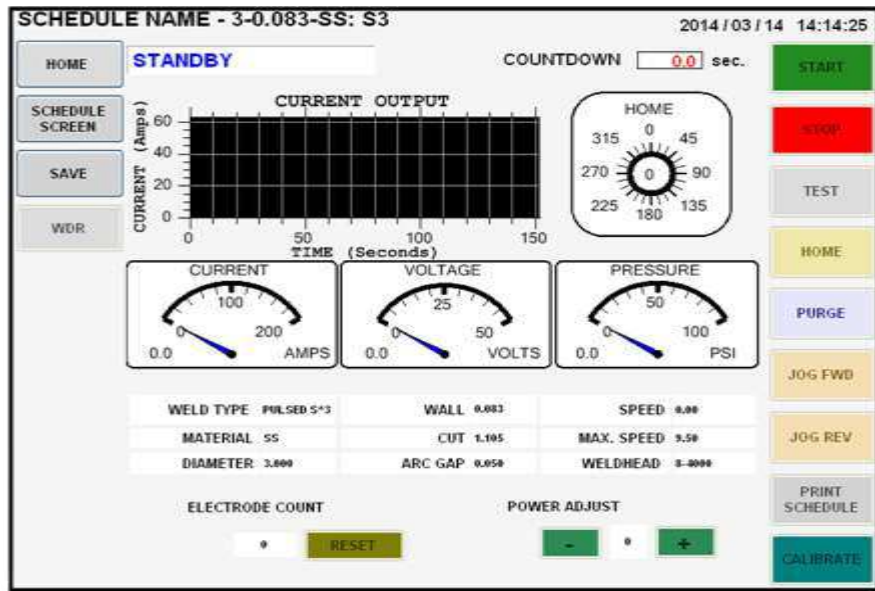 SCHEDULE NAME - 3-0.083-SS: S3
2014/03/14 14:14:25
HOME
STANDBY
COUNTDOWN 0.0 sec.
START
SCHEDULE
SCREEN
SAVE
WDR
CURRENT OUTPUT
CURRENT (Amps)
60
40
20
0
0 50 100 150
TIME (Seconds)
HOME
0
315 45
270 0 90
225 135
180
STOP
TEST
HOME
PURGE
JOG FWD
JOG REV
PRINT
SCHEDULE
CALIBRATE
CURRENT
100
0 200
0.0 AMPS
VOLTAGE
25
0 50
0.0 VOLTS
PRESSURE
50
0 100
0.0 PSI
WELD TYPE PULSED S^3 WALL 0.083 SPEED 0.00
MATERIAL SS CUT 1.105 MAX. SPEED 9.50
DIAMETER 3.000 ARC GAP 0.050 WELDHEAD 8-4000
ELECTRODE COUNT
0 RESET
POWER ADJUST
- 0 +